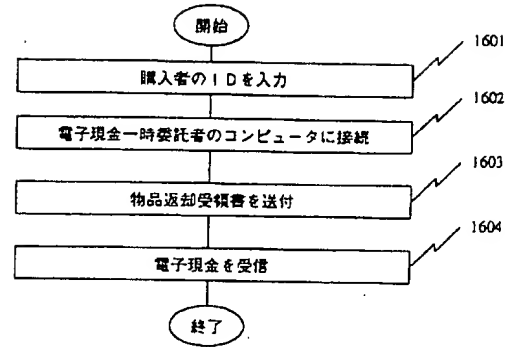 開始
1601
購入者のIDを入力
1602
電子現金一時委託者のコンピュータに接続
1603
物品返却受領書を送付
1604
電子現金を受信
終了